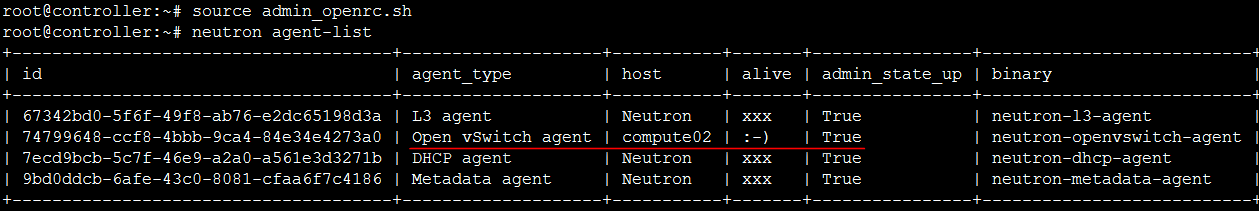 root@controller:~# source admin_openrc.sh
root@controller:~# neutron agent-list
+--------------------------------------+--------------------+-----------+-------+----------------+---------------------------+
| id                                   | agent_type         | host      | alive | admin_state_up | binary                    |
+--------------------------------------+--------------------+-----------+-------+----------------+---------------------------+
| 67342bd0-5f6f-49f8-ab76-e2dc65198d3a | L3 agent           | Neutron   | xxx   | True           | neutron-l3-agent
| 74799648-ccf8-4bbb-9ca4-84e34e4273a0 | Open vSwitch agent | compute02 | :-)   | True           | neutron-openvswitch-agent |
| 7ecd9bcb-5c7f-46e9-a2a0-a561e3d3271b | DHCP agent         | Neutron   | xxx   | True           | neutron-dhcp-agent
| 9bd0ddcb-6afe-43c0-8081-cfaa6f7c4186 | Metadata agent     | Neutron   | xxx   | True           | neutron-metadata-agent
+--------------------------------------+--------------------+-----------+-------+----------------+---------------------------+